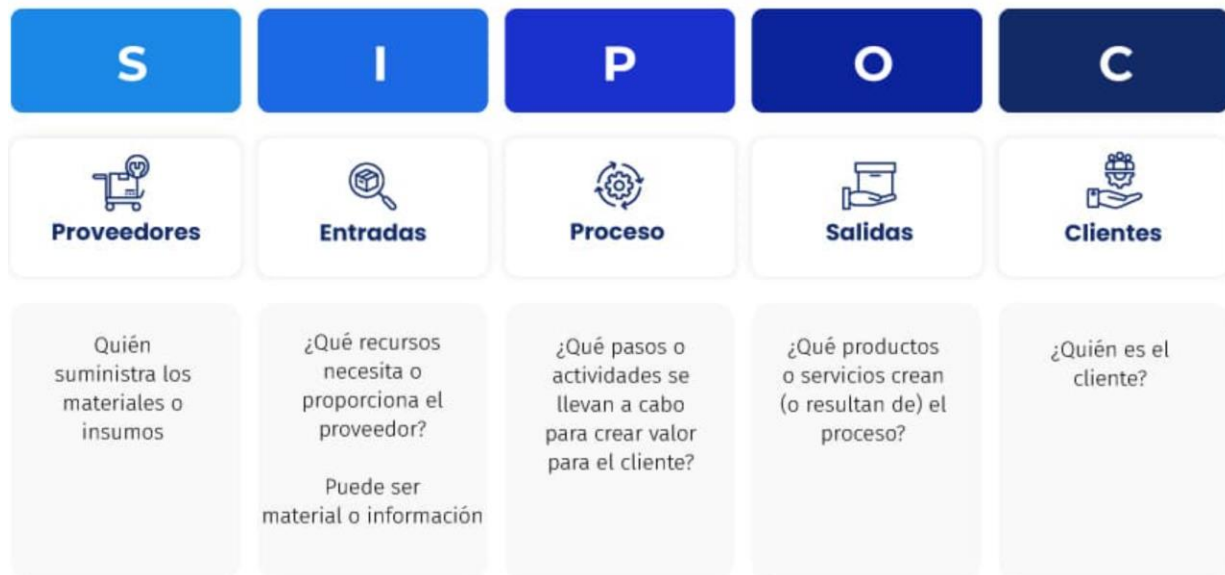 S
I
P
O
C
Proveedores
Entradas
Proceso
Salidas
Clientes
Quién
suministra los
materiales o
insumos
¿Qué recursos
necesita o
proporciona el
proveedor?
Puede ser
material o información
¿Qué pasos o
actividades se
llevan a cabo
para crear valor
para el cliente?
¿Qué productos
o servicios crean
(o resultan de) el
proceso?
¿Quién es el
cliente?